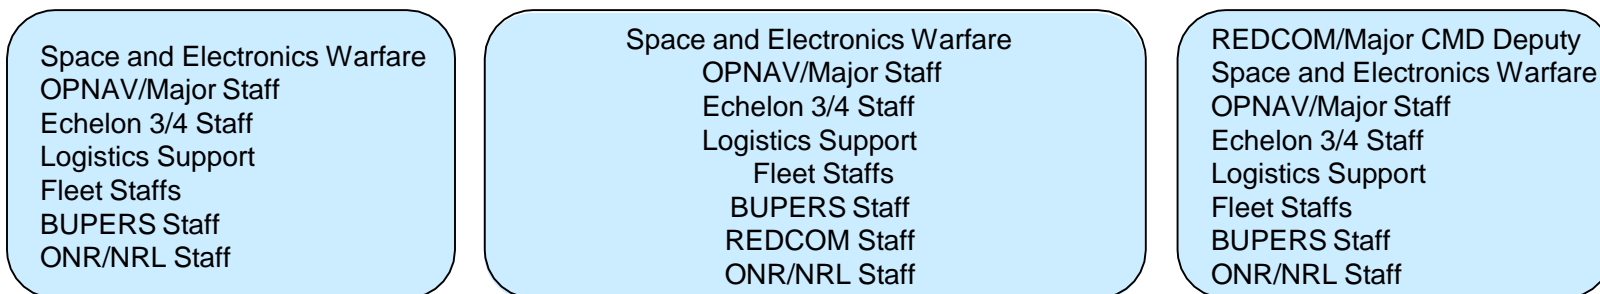 Space and Electronics Warfare
OPNAV/Major Staff
Echelon 3/4 Staff
Logistics Support
Fleet Staffs
BUPERS Staff
ONR/NRL Staff
Space and Electronics Warfare
OPNAV/Major Staff
Echelon 3/4 Staff
Logistics Support
Fleet Staffs
BUPERS Staff
REDCOM Staff
ONR/NRL Staff
REDCOM/Major CMD Deputy
Space and Electronics Warfare
OPNAV/Major Staff
Echelon 3/4 Staff
Logistics Support
Fleet Staffs
BUPERS Staff
ONR/NRL Staff